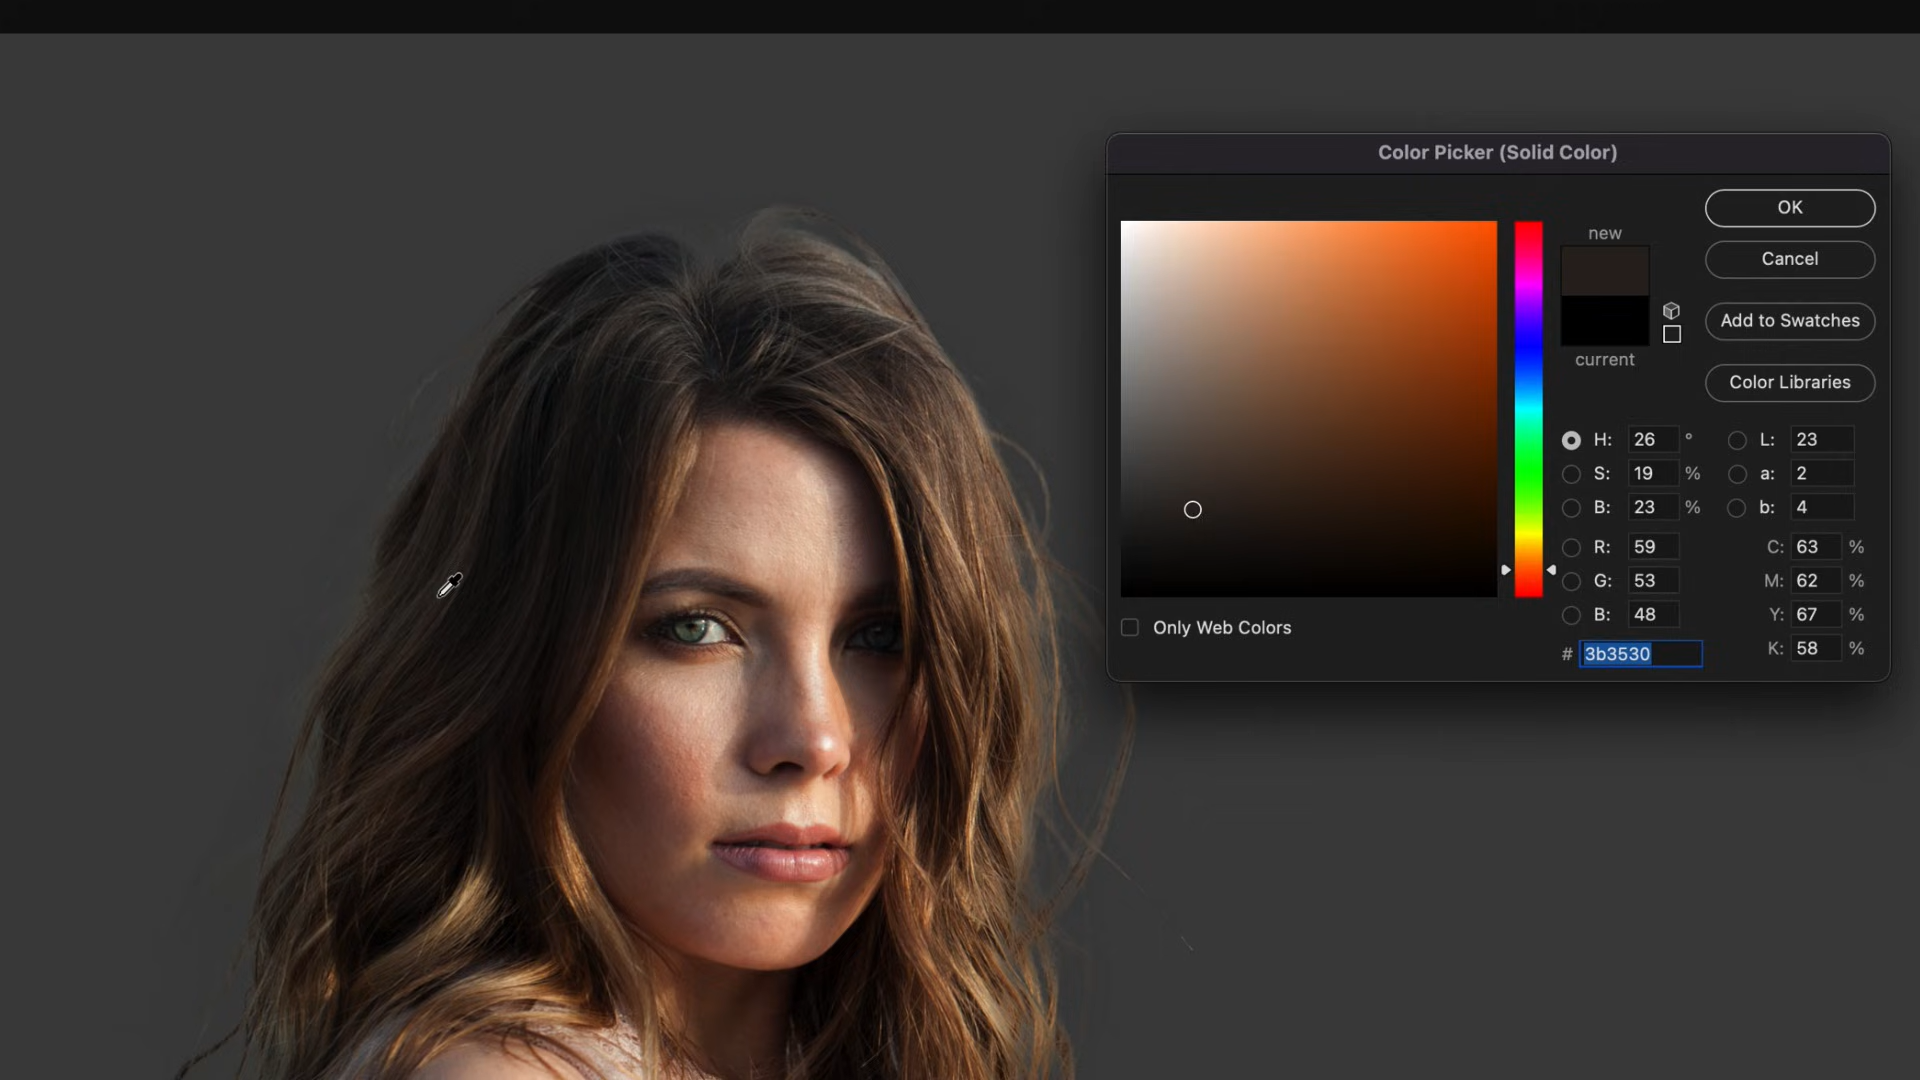 Color Picker (Solid Color)
OK
new
Cancel
Add to Swatches
current
Color Libraries
H: 26 ° L: 23
S: 19 % a: 2
B: 23 % b: 4
R: 59 C: 63 %
G: 53 M: 62 %
B: 48 Y: 67 %
Only Web Colors
# 3b3530 K: 58 %